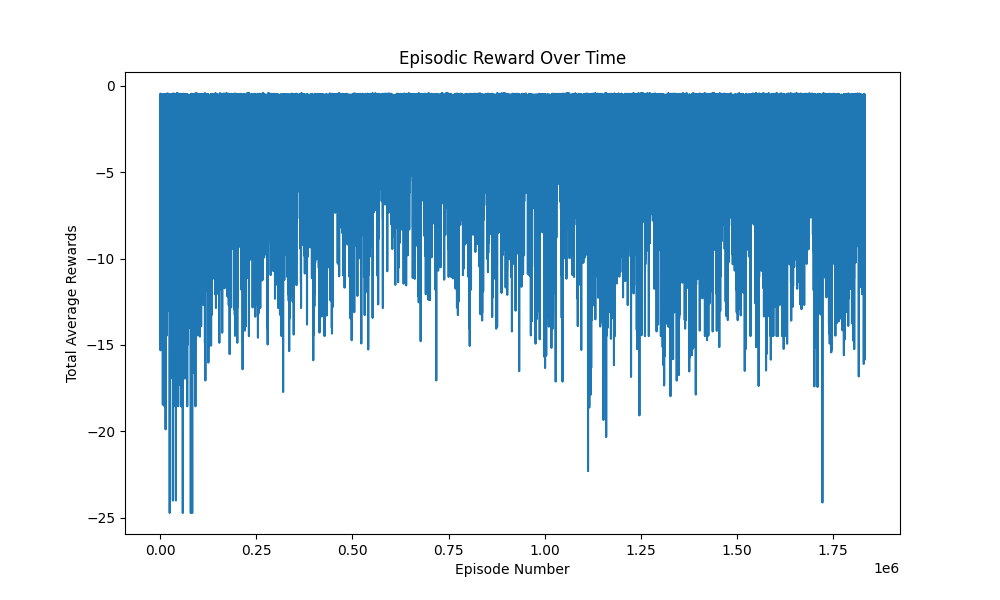 Episodic Reward Over Time
Total Average Rewards
0
−5
−10
−15
−20
−25
0.00 0.25 0.50 0.75 1.00 1.25 1.50 1.75
1e6
Episode Number